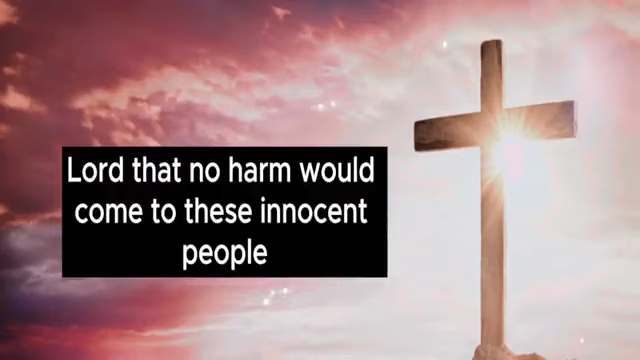 Lord that no harm would
come to these innocent
people